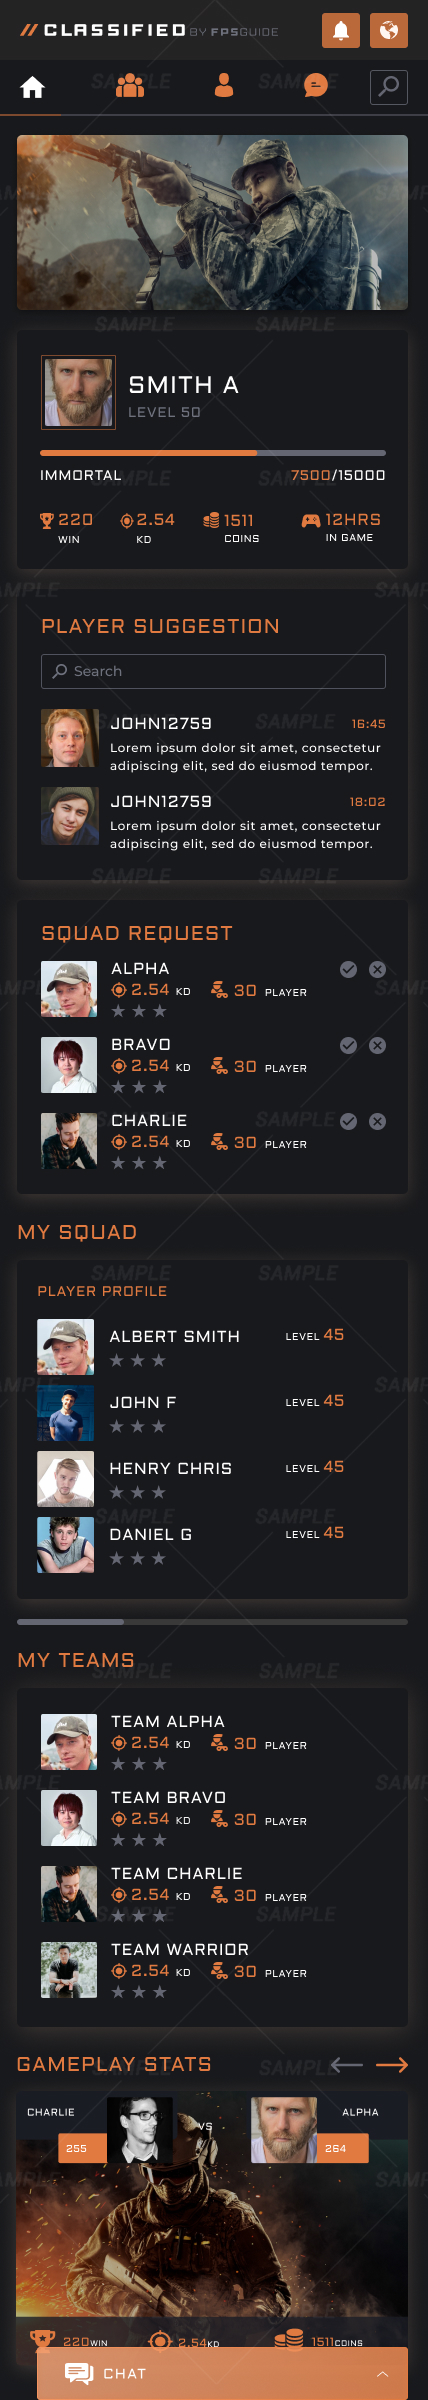 // CLASSIFIED BY FPSGUIDE
SMITH A
LEVEL 50
IMMORTAL 7500/15000
220 WIN
2.54 KD
1511 COINS
12HRS IN GAME
PLAYER SUGGESTION
Search
JOHN12759 16:45
Lorem ipsum dolor sit amet, consectetur
adipiscing elit, sed do eiusmod tempor.
JOHN12759 18:02
Lorem ipsum dolor sit amet, consectetur
adipiscing elit, sed do eiusmod tempor.
SQUAD REQUEST
ALPHA
2.54 KD 30 PLAYER
BRAVO
2.54 KD 30 PLAYER
CHARLIE
2.54 KD 30 PLAYER
MY SQUAD
PLAYER PROFILE
ALBERT SMITH LEVEL 45
JOHN F LEVEL 45
HENRY CHRIS LEVEL 45
DANIEL G LEVEL 45
MY TEAMS
TEAM ALPHA
2.54 KD 30 PLAYER
TEAM BRAVO
2.54 KD 30 PLAYER
TEAM CHARLIE
2.54 KD 30 PLAYER
TEAM WARRIOR
2.54 KD 30 PLAYER
GAMEPLAY STATS
CHARLIE VS ALPHA
255 264
220WIN 2.54KD 1511COINS
CHAT
SAMPLE